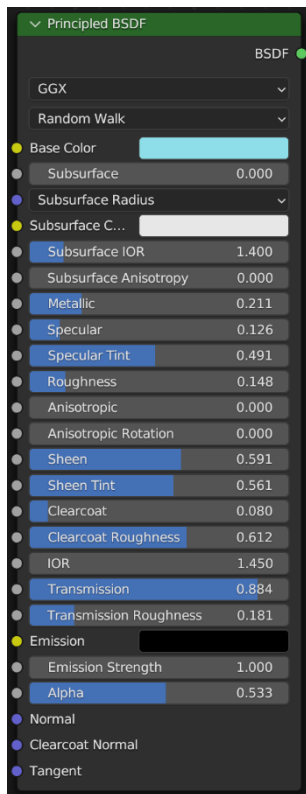 Principled BSDF
BSDF
GGX
Random Walk
Base Color
Subsurface 0.000
Subsurface Radius
Subsurface C...
Subsurface IOR 1.400
Subsurface Anisotropy 0.000
Metallic 0.211
Specular 0.126
Specular Tint 0.491
Roughness 0.148
Anisotropic 0.000
Anisotropic Rotation 0.000
Sheen 0.591
Sheen Tint 0.561
Clearcoat 0.080
Clearcoat Roughness 0.612
IOR 1.450
Transmission 0.884
Transmission Roughness 0.181
Emission
Emission Strength 1.000
Alpha 0.533
Normal
Clearcoat Normal
Tangent